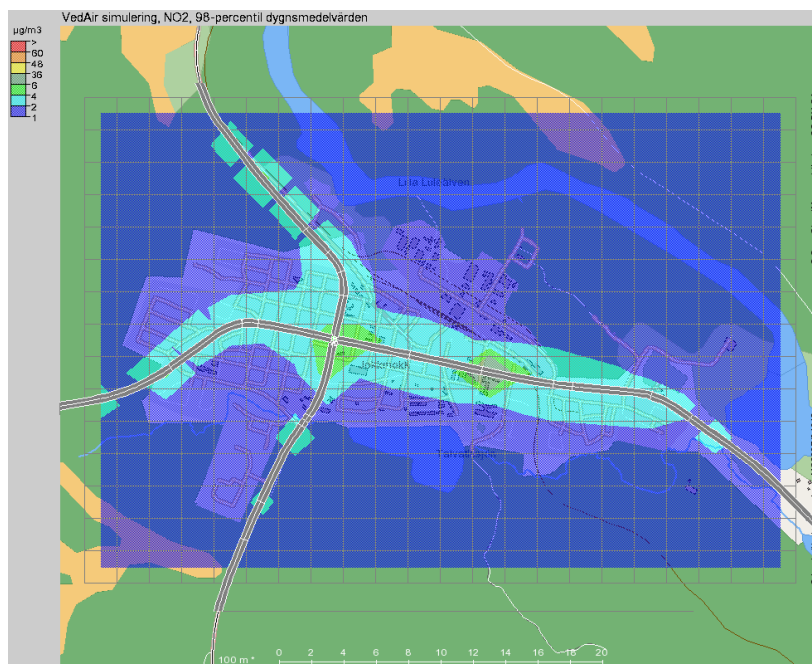 VedAir simulering, NO2, 98-percentil dygnsmedelvärden
µg/m3
>
60
48
36
6
4
2
1
Lilla Luleälven
Jokkmokk
Talvatissjön
100 m *
0 2 4 6 8 10 12 14 16 18 20